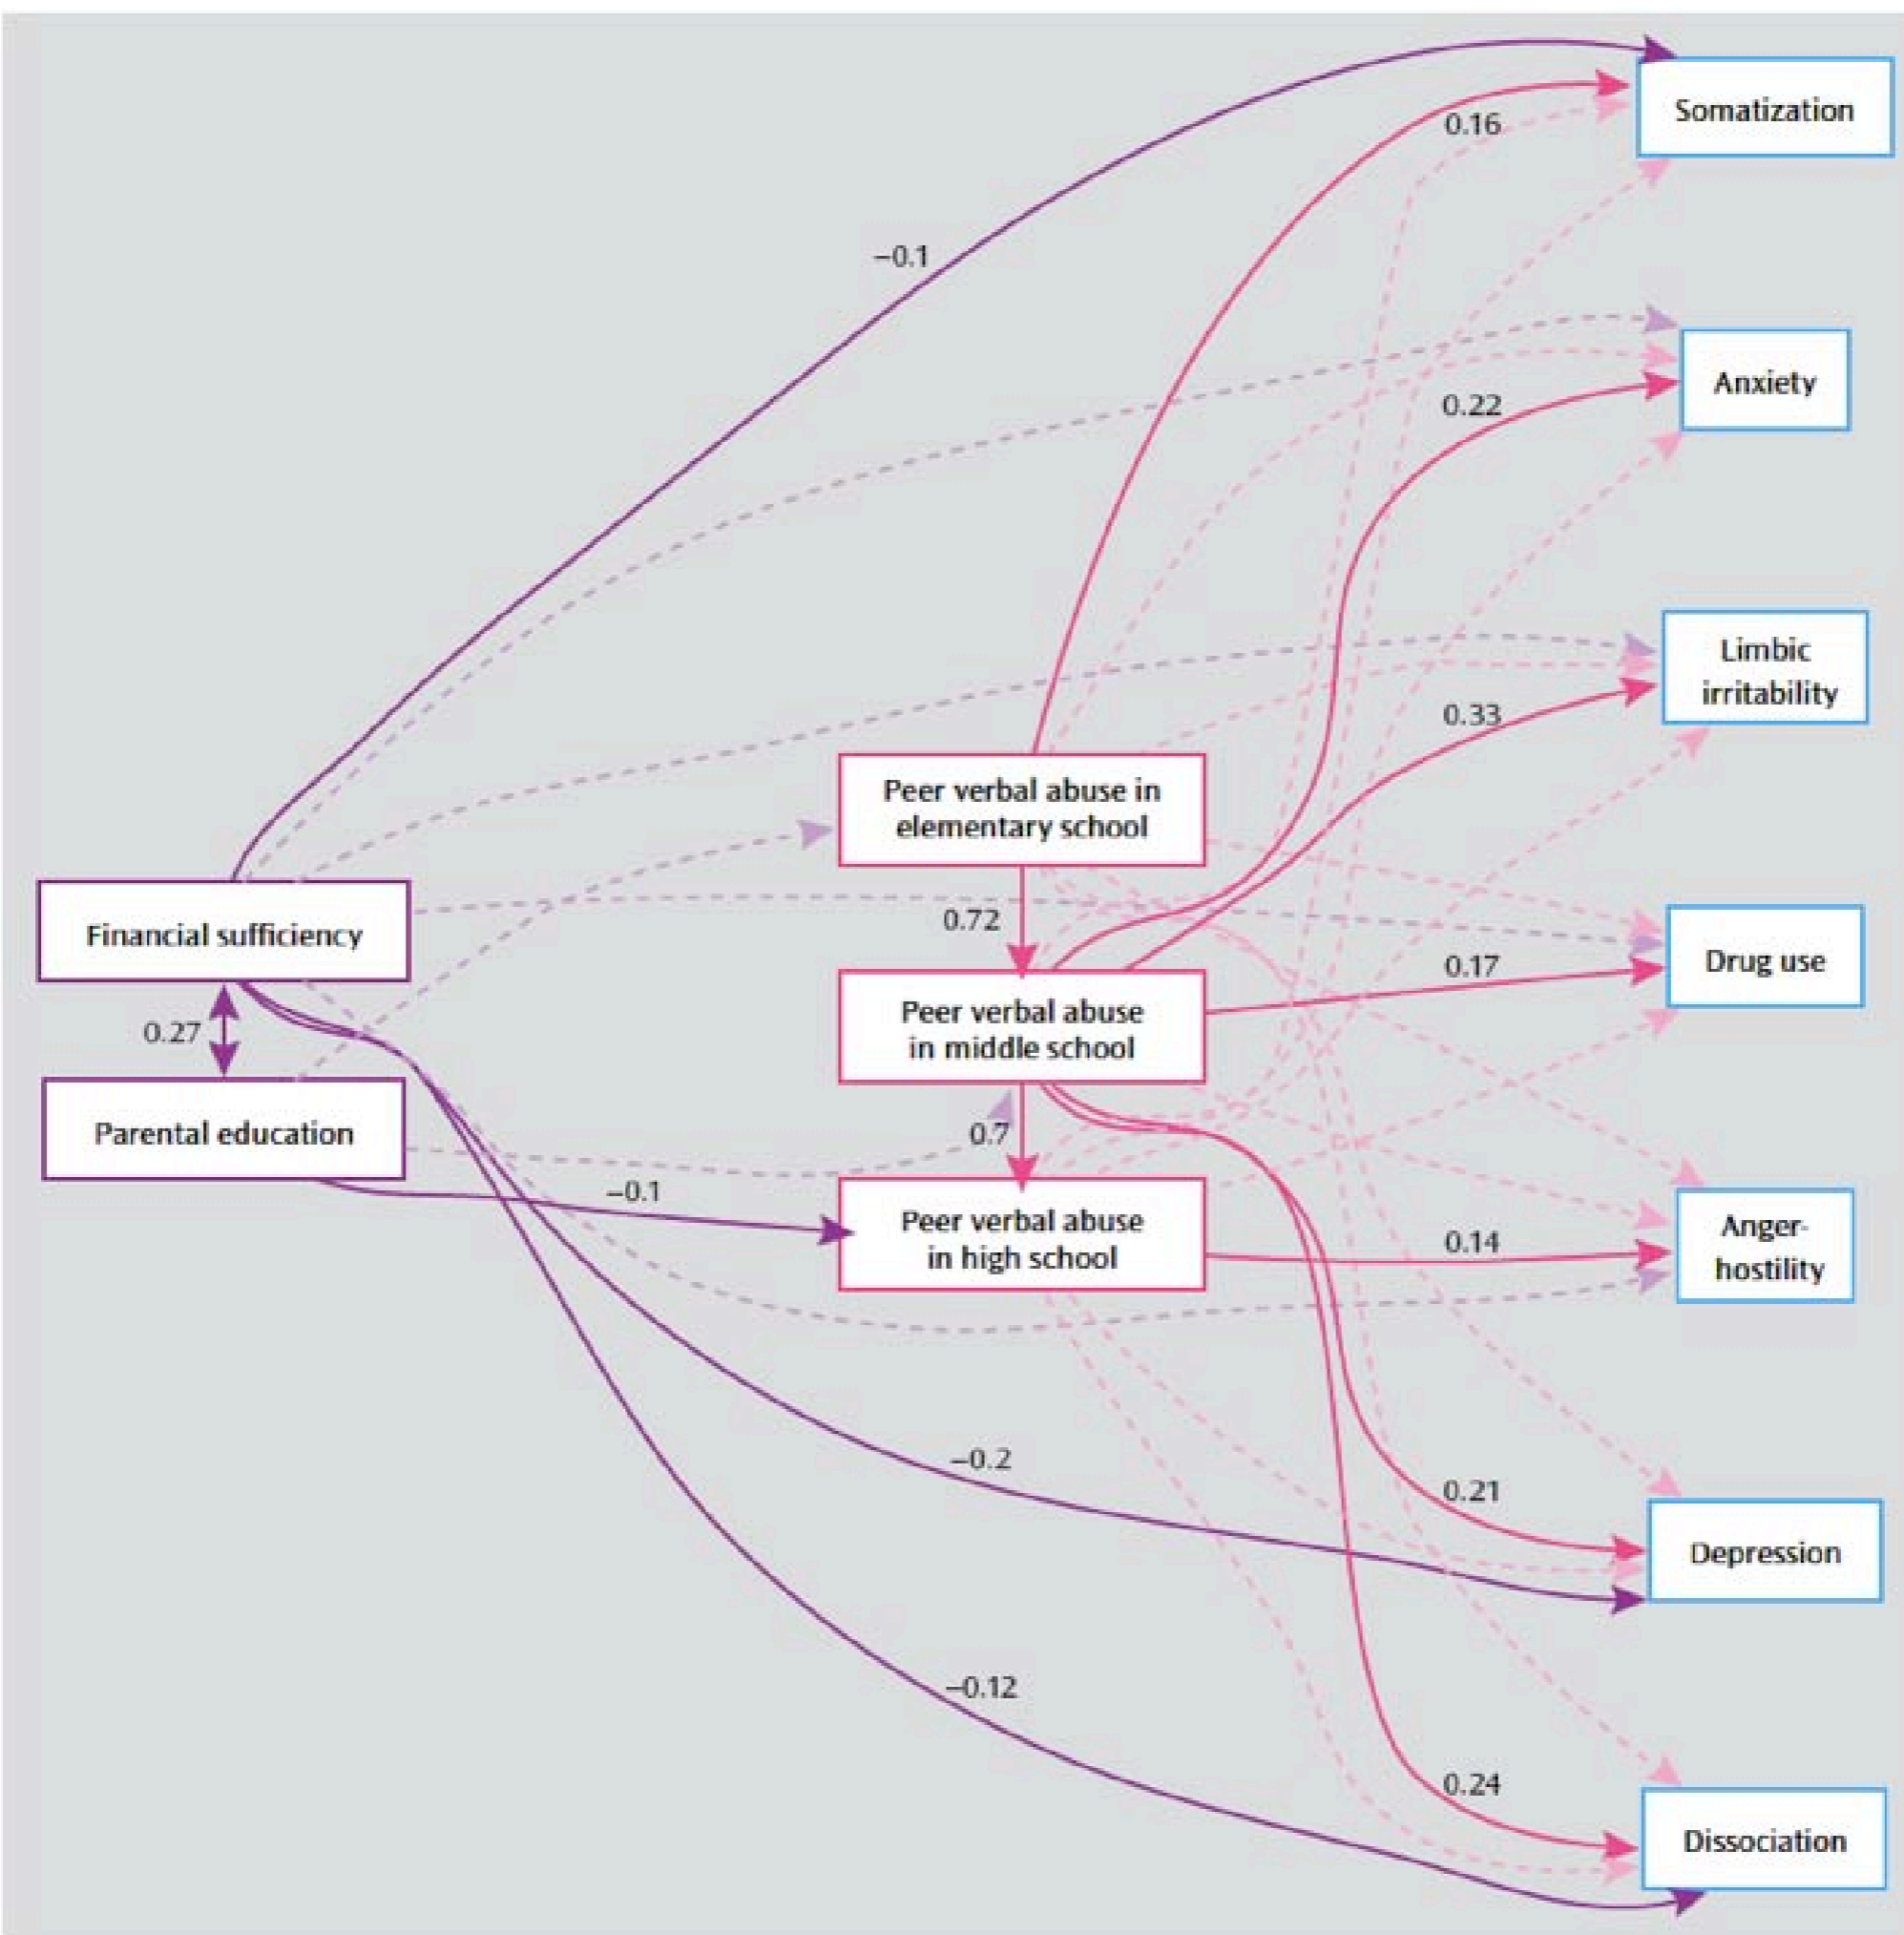 Somatization
0.16
−0.1
Anxiety
0.22
Limbic
irritability
0.33
Peer verbal abuse in
elementary school
Financial sufficiency
0.72
Drug use
0.17
Peer verbal abuse
in middle school
0.27
Parental education
0.7
−0.1
Peer verbal abuse
in high school
Anger-
hostility
0.14
−0.2
0.21
Depression
−0.12
0.24
Dissociation